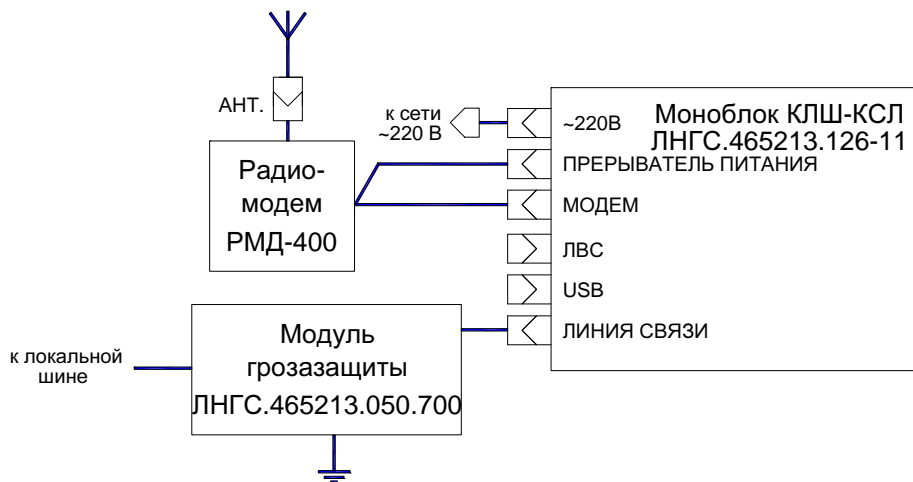 АНТ.
Радио-
модем
РМД-400
к сети
~220 В
Моноблок КЛШ-КСЛ
ЛНГС.465213.126-11
~220В
ПРЕРЫВАТЕЛЬ ПИТАНИЯ
МОДЕМ
ЛВС
USB
ЛИНИЯ СВЯЗИ
Модуль
грозазащиты
ЛНГС.465213.050.700
к локальной
шине